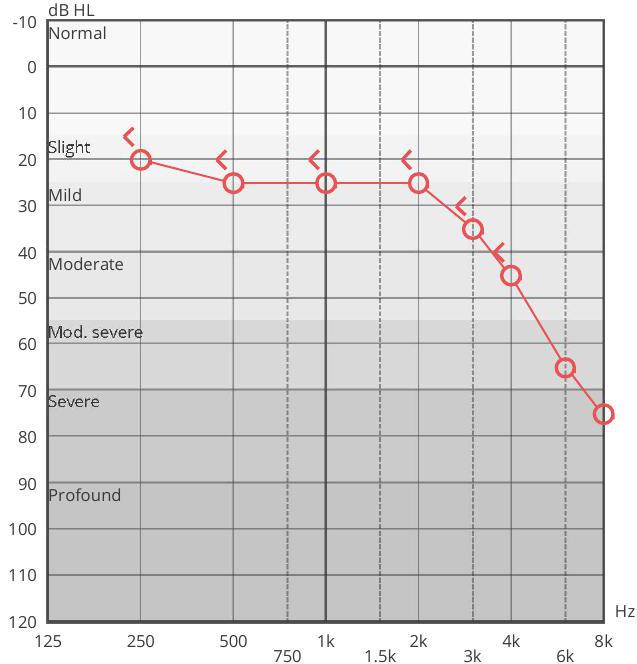 dB HL
-10
Normal
0
10
Slight
20
Mild
30
40
Moderate
50
Mod. severe
60
70
Severe
80
90
Profound
100
110
120
Hz
125 250 500 1k 2k 4k 8k
750 1.5k 3k 6k